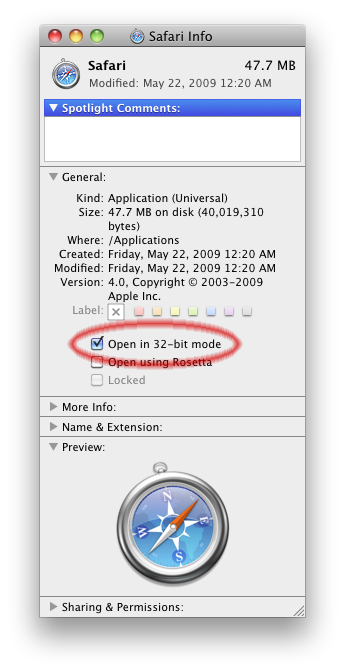 Safari Info
Safari 47.7 MB
Modified: May 22, 2009 12:20 AM
Spotlight Comments:
General:
Kind: Application (Universal)
Size: 47.7 MB on disk (40,019,310
bytes)
Where: /Applications
Created: Friday, May 22, 2009 12:20 AM
Modified: Friday, May 22, 2009 12:20 AM
Version: 4.0, Copyright © 2003-2009
Apple Inc.
Label:
Open in 32-bit mode
Open using Rosetta
Locked
More Info:
Name & Extension:
Preview:
N
E
W
S
Sharing & Permissions: